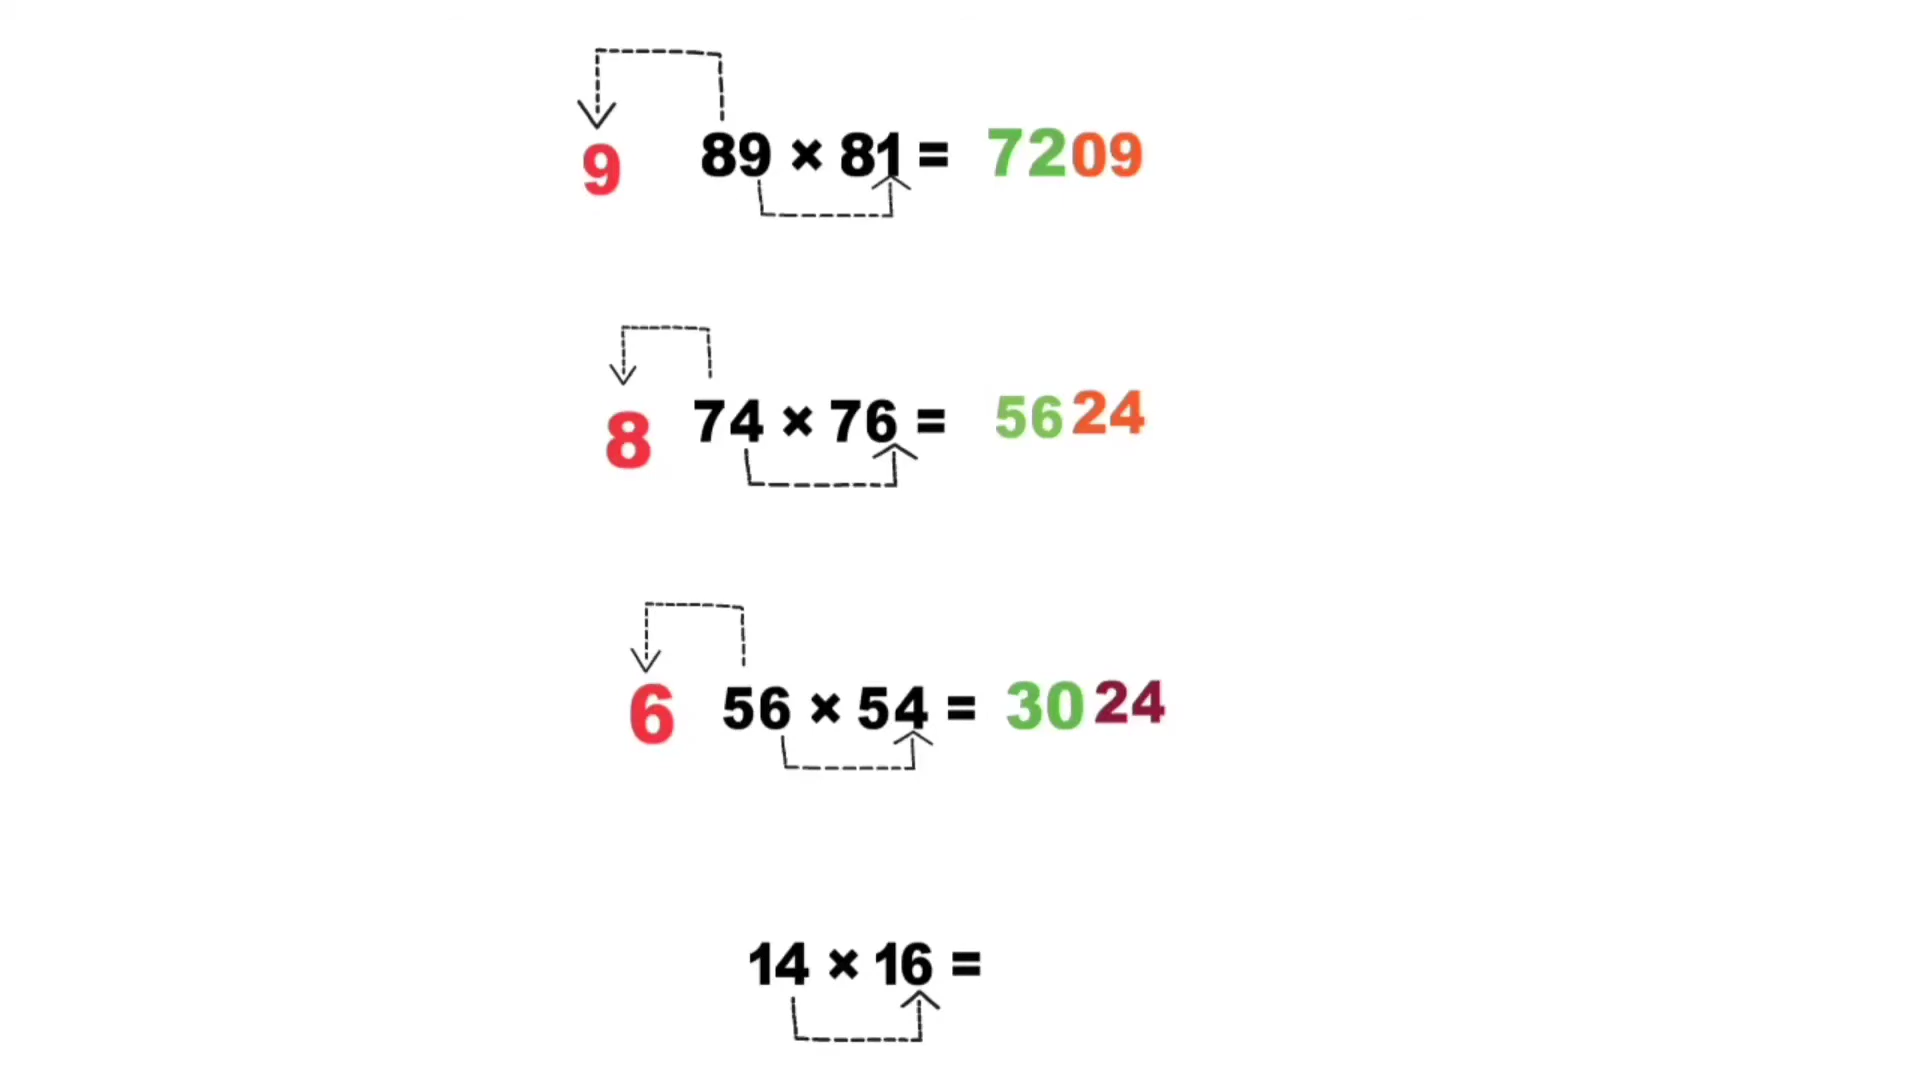 9 89 × 81 = 7209
8 74 × 76 = 5624
6 56 × 54 = 3024
14 × 16 =